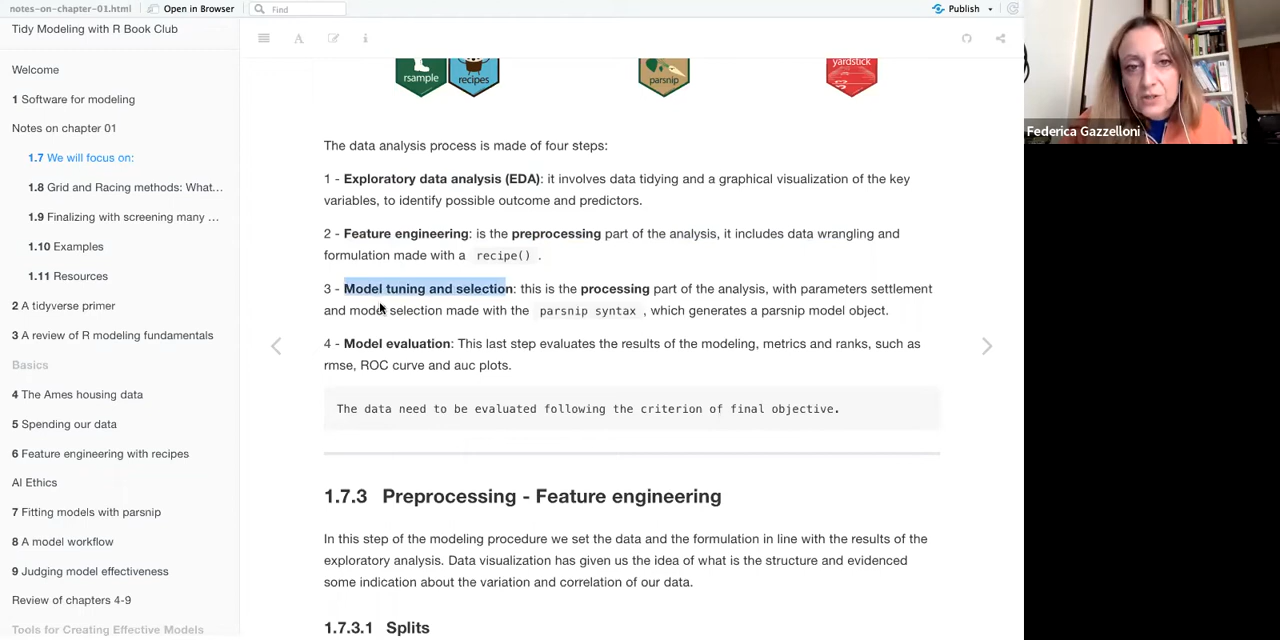 notes-on-chapter-01.html
Open in Browser
Find
Publish
Tidy Modeling with R Book Club
Welcome
1 Software for modeling
Notes on chapter 01
1.7 We will focus on:
1.8 Grid and Racing methods: What...
1.9 Finalizing with screening many ...
1.10 Examples
1.11 Resources
2 A tidyverse primer
3 A review of R modeling fundamentals
Basics
4 The Ames housing data
5 Spending our data
6 Feature engineering with recipes
AI Ethics
7 Fitting models with parsnip
8 A model workflow
9 Judging model effectiveness
Review of chapters 4-9
Tools for Creating Effective Models
A
i
rsample
recipes
parsnip
yardstick
The data analysis process is made of four steps:
1 - Exploratory data analysis (EDA): it involves data tidying and a graphical visualization of the key
variables, to identify possible outcome and predictors.
2 - Feature engineering: is the preprocessing part of the analysis, it includes data wrangling and
formulation made with a recipe() .
3 - Model tuning and selection: this is the processing part of the analysis, with parameters settlement
and model selection made with the parsnip syntax , which generates a parsnip model object.
4 - Model evaluation: This last step evaluates the results of the modeling, metrics and ranks, such as
rmse, ROC curve and auc plots.
The data need to be evaluated following the criterion of final objective.
1.7.3 Preprocessing - Feature engineering
In this step of the modeling procedure we set the data and the formulation in line with the results of the
exploratory analysis. Data visualization has given us the idea of what is the structure and evidenced
some indication about the variation and correlation of our data.
1.7.3.1 Splits
Federica Gazzelloni